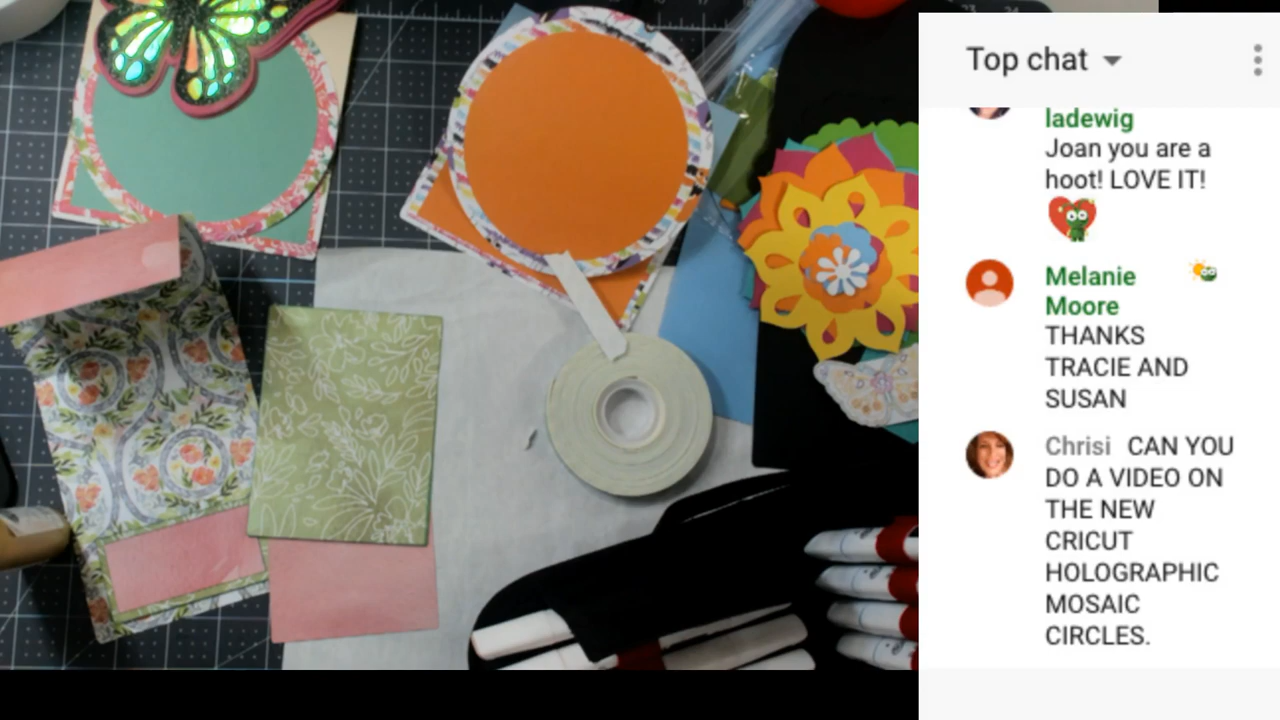 Top chat
ladewig
Joan you are a
hoot! LOVE IT!
Melanie
Moore
THANKS
TRACIE AND
SUSAN
Chrisi CAN YOU
DO A VIDEO ON
THE NEW
CRICUT
HOLOGRAPHIC
MOSAIC
CIRCLES.